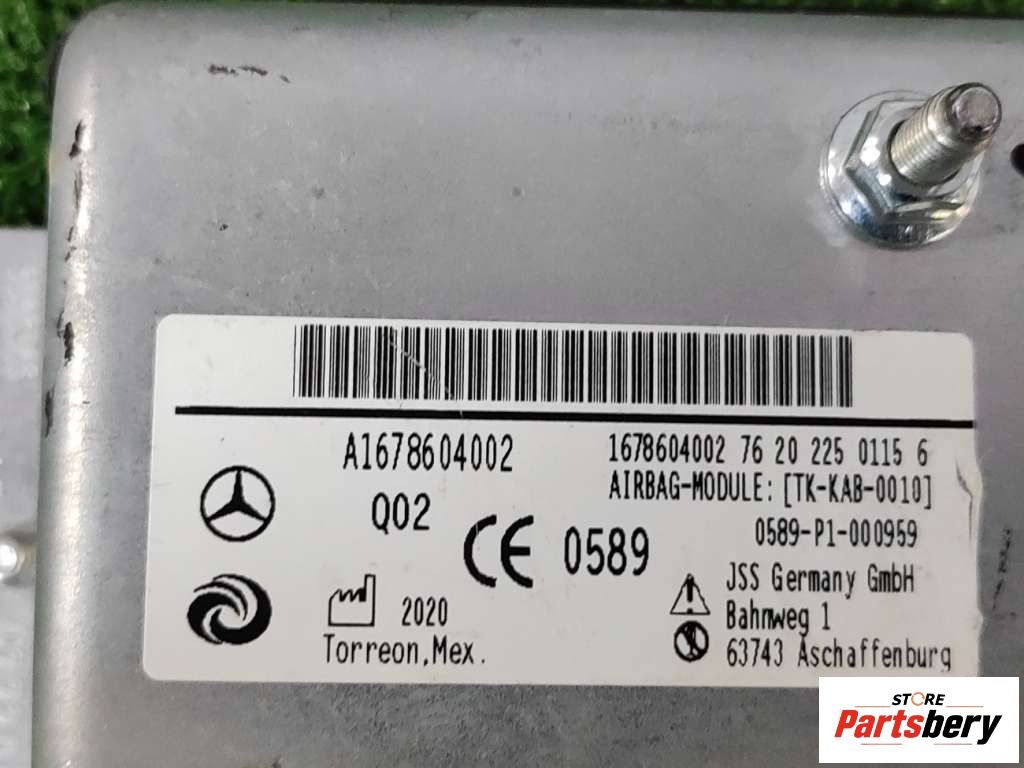 A1678604002
Q02
1678604002 76 20 225 0115 6
AIRBAG-MODULE: [TK-KAB-0010]
0589-P1-000959
CE 0589
2020
Torreon,Mex.
JSS Germany GmbH
Bahnweg 1
63743 Aschaffenburg
STORE
Partsbery